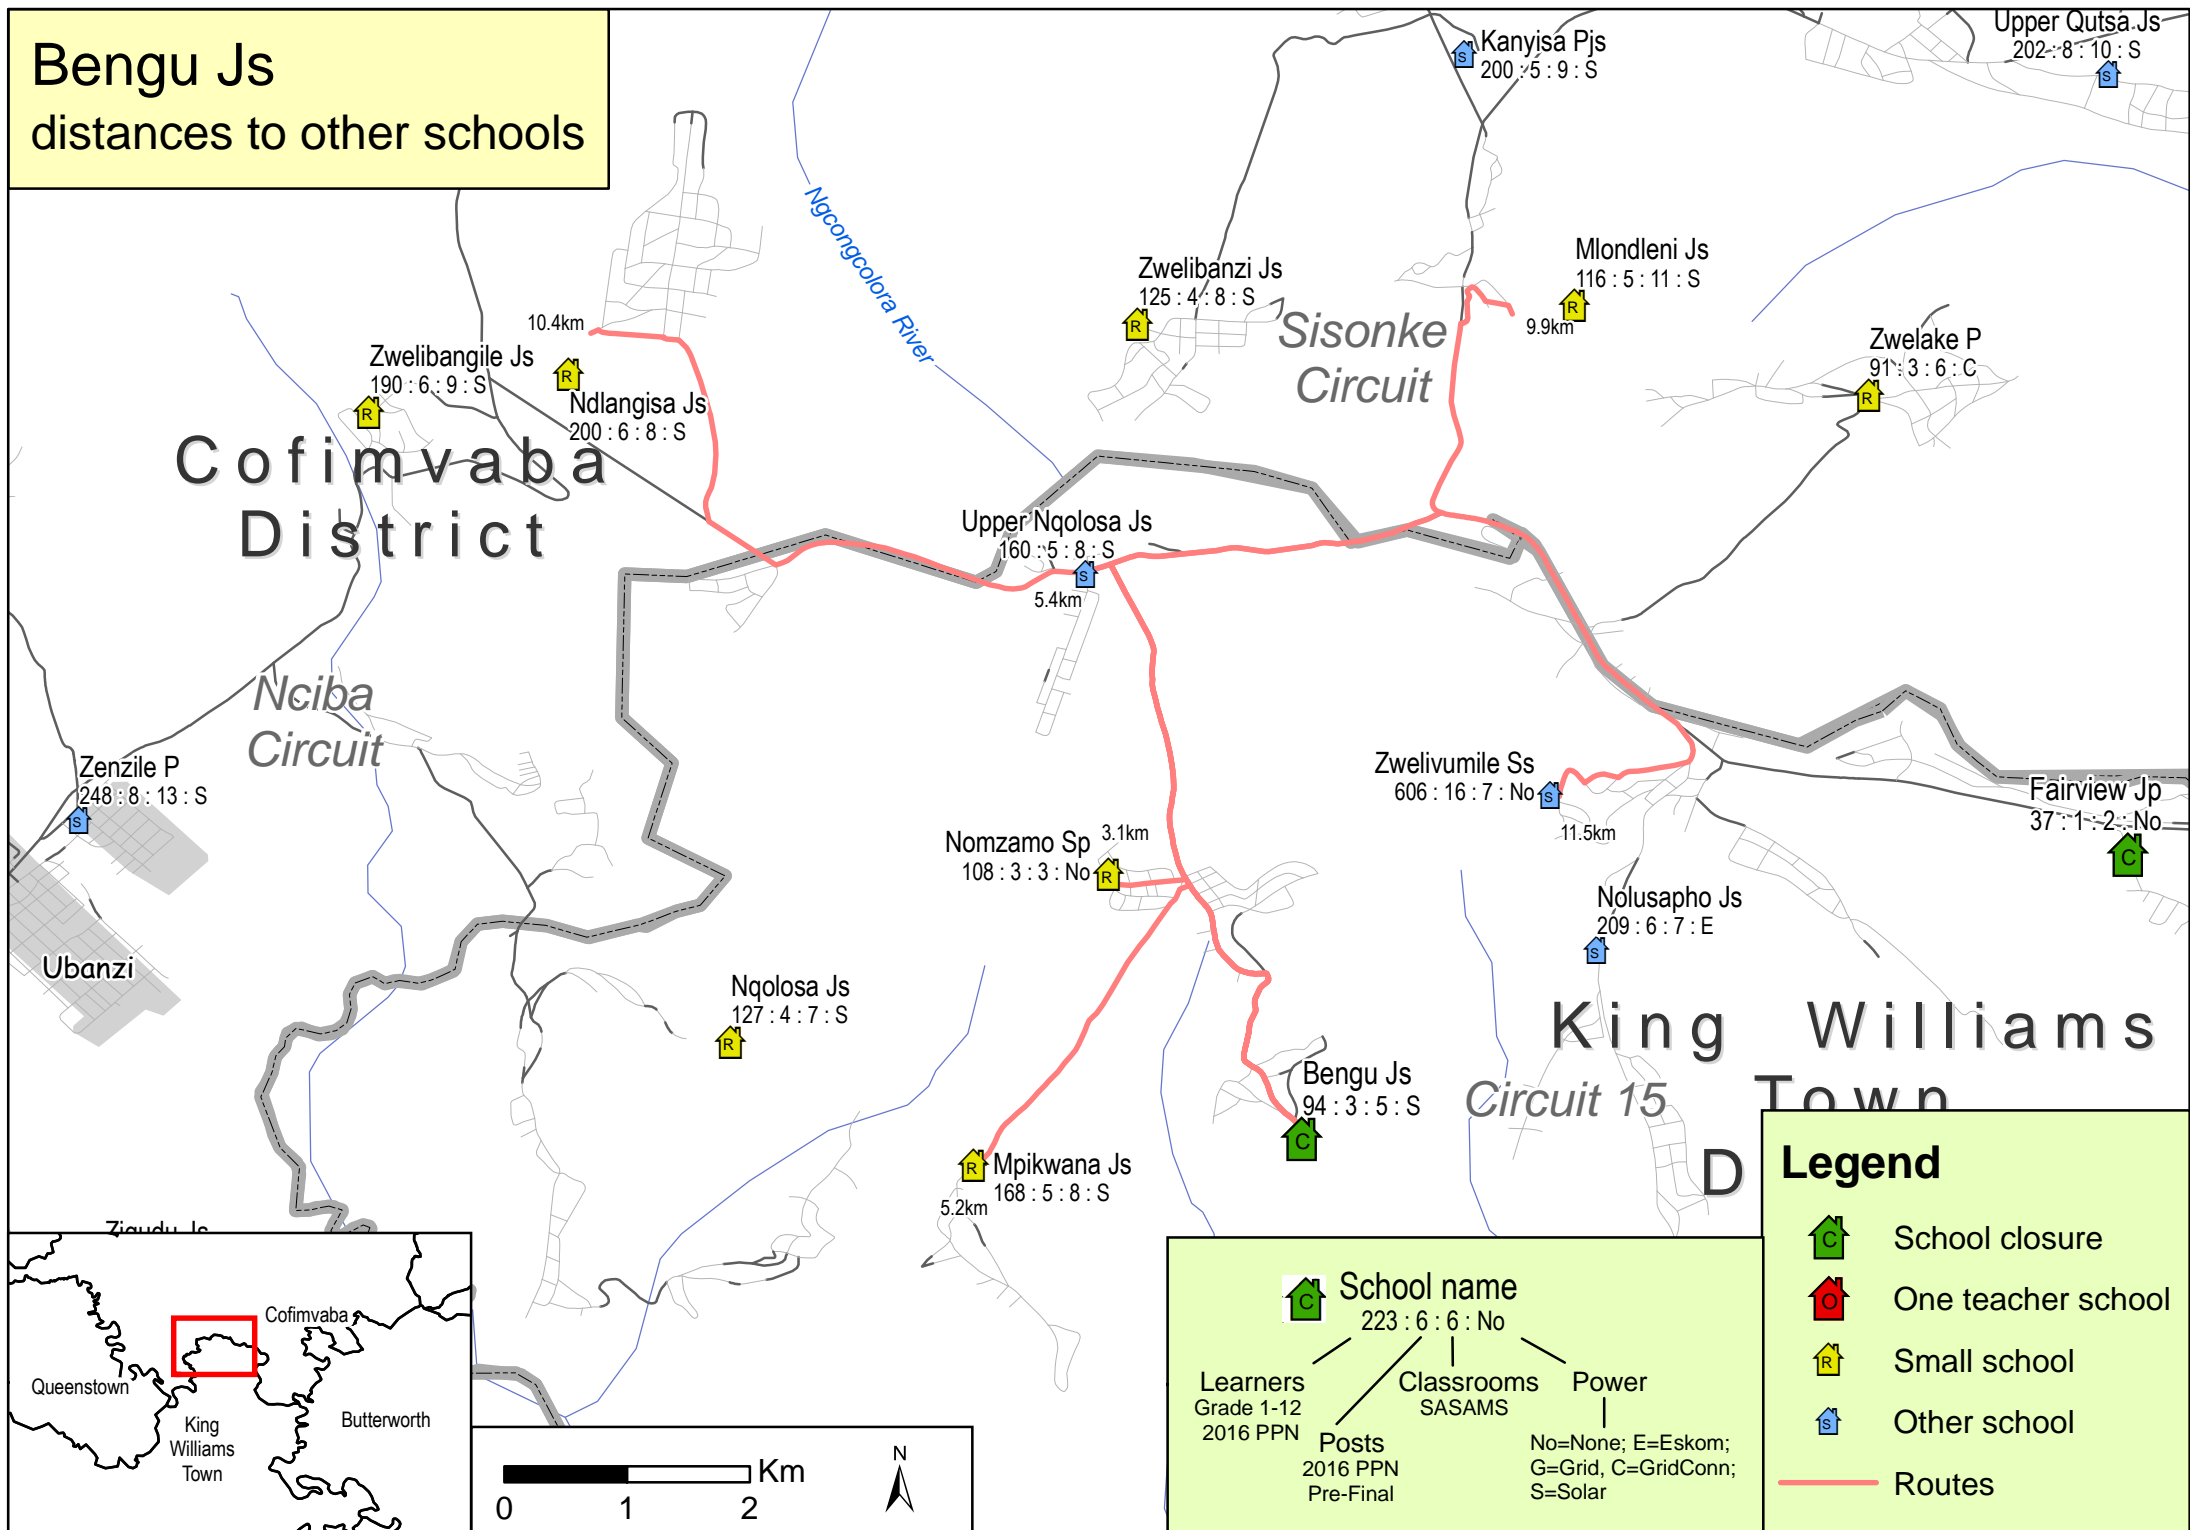 Bengu Js
distances to other schools
Kanyisa Pjs
200 : 5 : 9 : S
Upper Qutsa Js
202 : 8 : 10 : S
Ngcongcolora River
Zwelibanzi Js
125 : 4 : 8 : S
Mlondleni Js
116 : 5 : 11 : S
9.9km
Sisonke
Circuit
Zwelake P
91 : 3 : 6 : C
10.4km
Zwelibangile Js
190 : 6 : 9 : S
Ndlangisa Js
200 : 6 : 8 : S
Cofimvaba
District
Upper Nqolosa Js
160 : 5 : 8 : S
5.4km
Nciba
Circuit
Zenzile P
248 : 8 : 13 : S
Zwelivumile Ss
606 : 16 : 7 : No
11.5km
Fairview Jp
37 : 1 : 2 : No
Nomzamo Sp
108 : 3 : 3 : No
3.1km
Nolusapho Js
209 : 6 : 7 : E
Ubanzi
Nqolosa Js
127 : 4 : 7 : S
King Williams
Town
D
Circuit 15
Bengu Js
94 : 3 : 5 : S
Mpikwana Js
168 : 5 : 8 : S
5.2km
Zigudu Js
Cofimvaba
Queenstown
King
Williams
Town
Butterworth
Km
0 1 2
N
C School name
223 : 6 : 6 : No
Learners
Grade 1-12
2016 PPN
Posts
2016 PPN
Pre-Final
Classrooms
SASAMS
Power
No=None; E=Eskom;
G=Grid, C=GridConn;
S=Solar
Legend
C School closure
O One teacher school
R Small school
S Other school
Routes